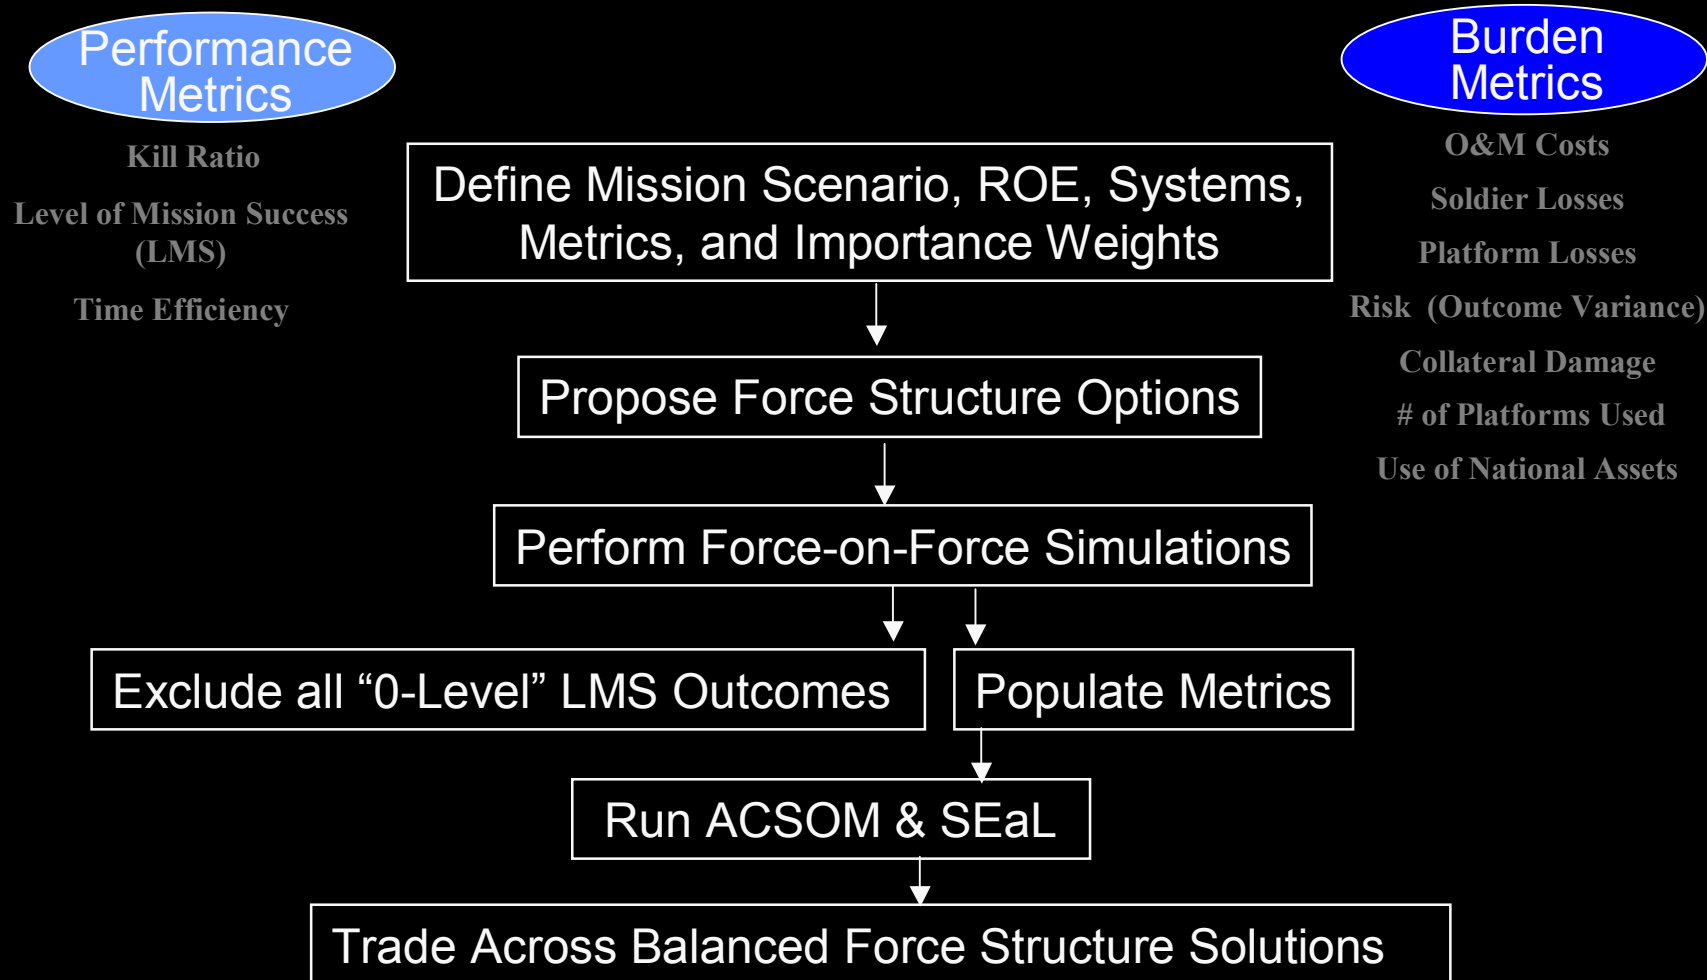 Performance
Metrics
Kill Ratio
Level of Mission Success
(LMS)
Time Efficiency
Burden
Metrics
O&M Costs
Soldier Losses
Platform Losses
Risk  (Outcome Variance)
Collateral Damage
# of Platforms Used
Use of National Assets
Define Mission Scenario, ROE, Systems,
Metrics, and Importance Weights
Propose Force Structure Options
Perform Force-on-Force Simulations
Exclude all “0-Level” LMS Outcomes
Populate Metrics
Run ACSOM & SEaL
Trade Across Balanced Force Structure Solutions